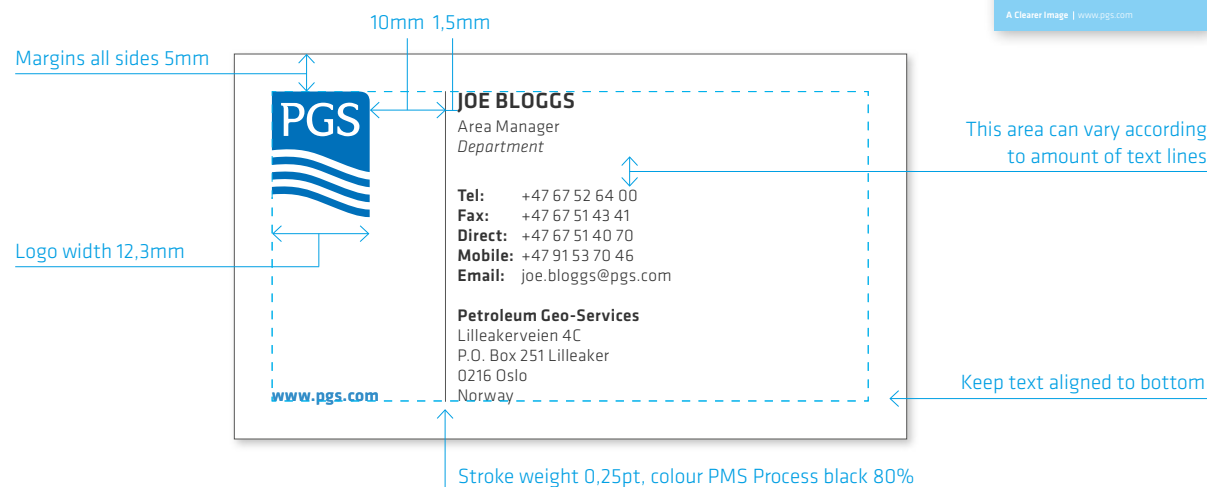 A Clearer Image | www.pgs.com
10mm 1,5mm
Margins all sides 5mm
PGS
JOE BLOGGS
Area Manager
Department
This area can vary according
to amount of text lines
Tel: +47 67 52 64 00
Fax: +47 67 51 43 41
Direct: +47 67 51 40 70
Mobile: +47 91 53 70 46
Email: joe.bloggs@pgs.com
Logo width 12,3mm
Petroleum Geo-Services
Lilleakerveien 4C
P.O. Box 251 Lilleaker
0216 Oslo
Norway
www.pgs.com
Keep text aligned to bottom
Stroke weight 0,25pt, colour PMS Process black 80%